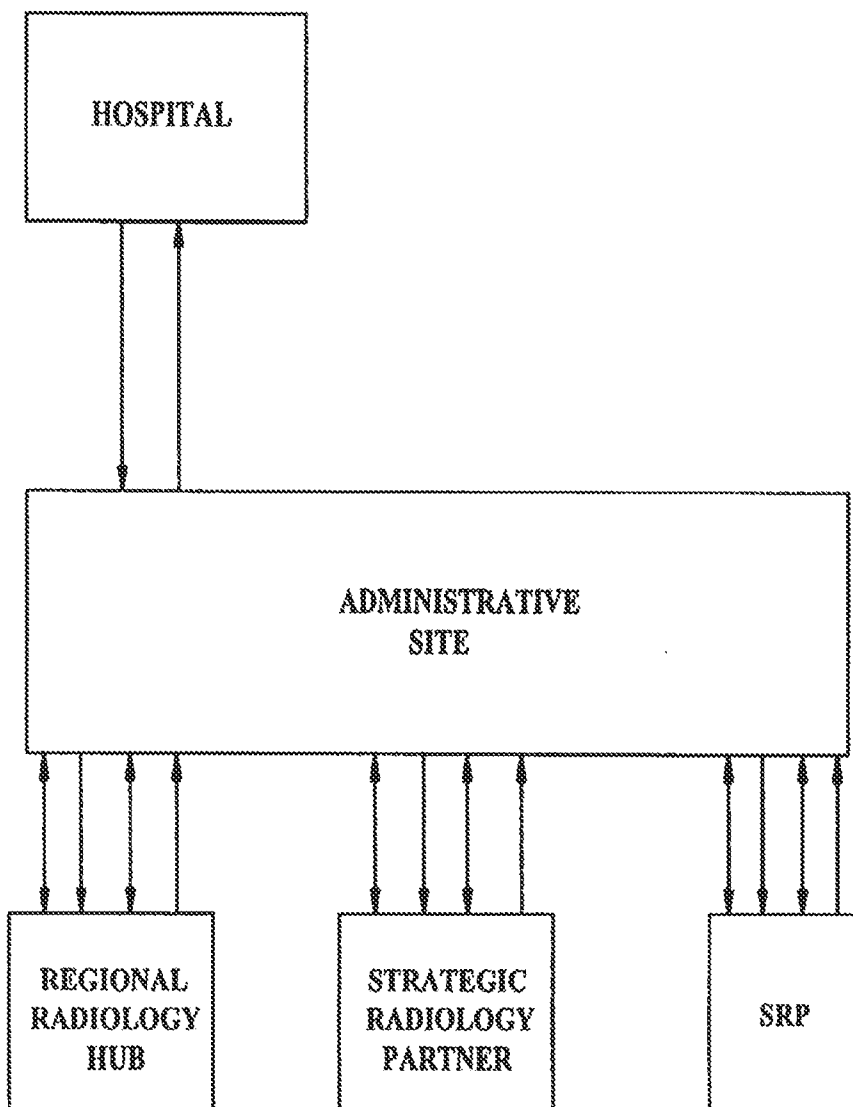 HOSPITAL
ADMINISTRATIVE
SITE
REGIONAL
RADIOLOGY
HUB
STRATEGIC
RADIOLOGY
PARTNER
SRP